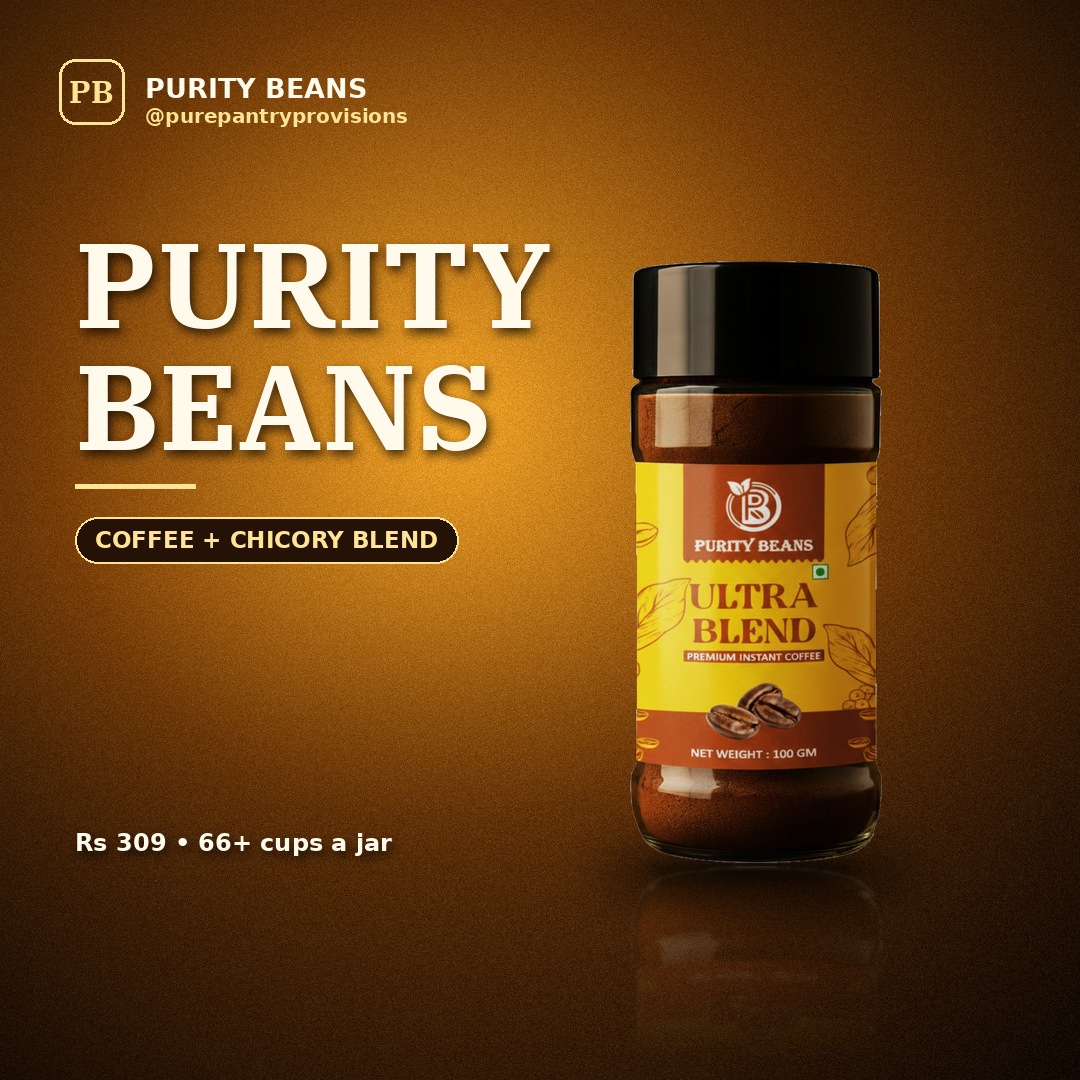 PB
PURITY BEANS
@purepantryprovisions
PURITY
BEANS
COFFEE + CHICORY BLEND
PURITY BEANS
ULTRA
BLEND
PREMIUM INSTANT COFFEE
NET WEIGHT : 100 GM
Rs 309 • 66+ cups a jar